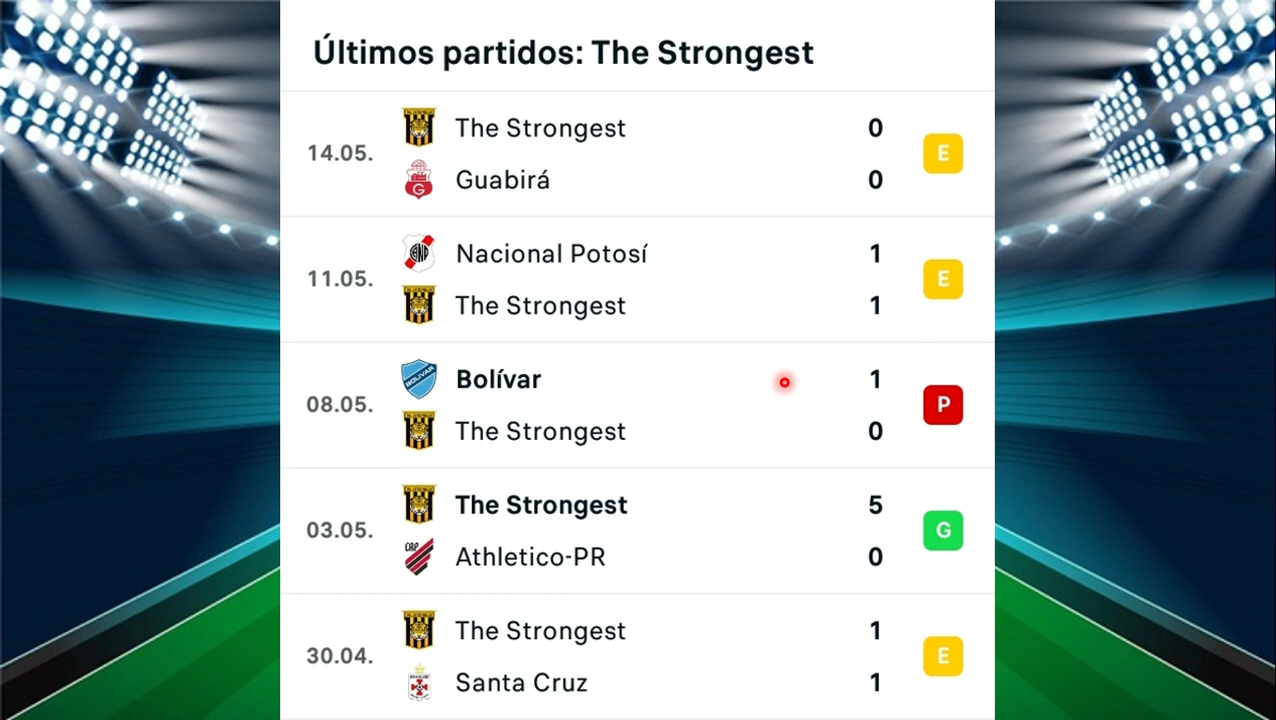 Últimos partidos: The Strongest
14.05.
The Strongest 0
Guabirá 0
E
11.05.
Nacional Potosí 1
The Strongest 1
E
08.05.
Bolívar 1
BOLIVAR
The Strongest 0
P
03.05.
The Strongest 5
CAP
Athletico-PR 0
G
30.04.
The Strongest 1
Santa Cruz 1
E